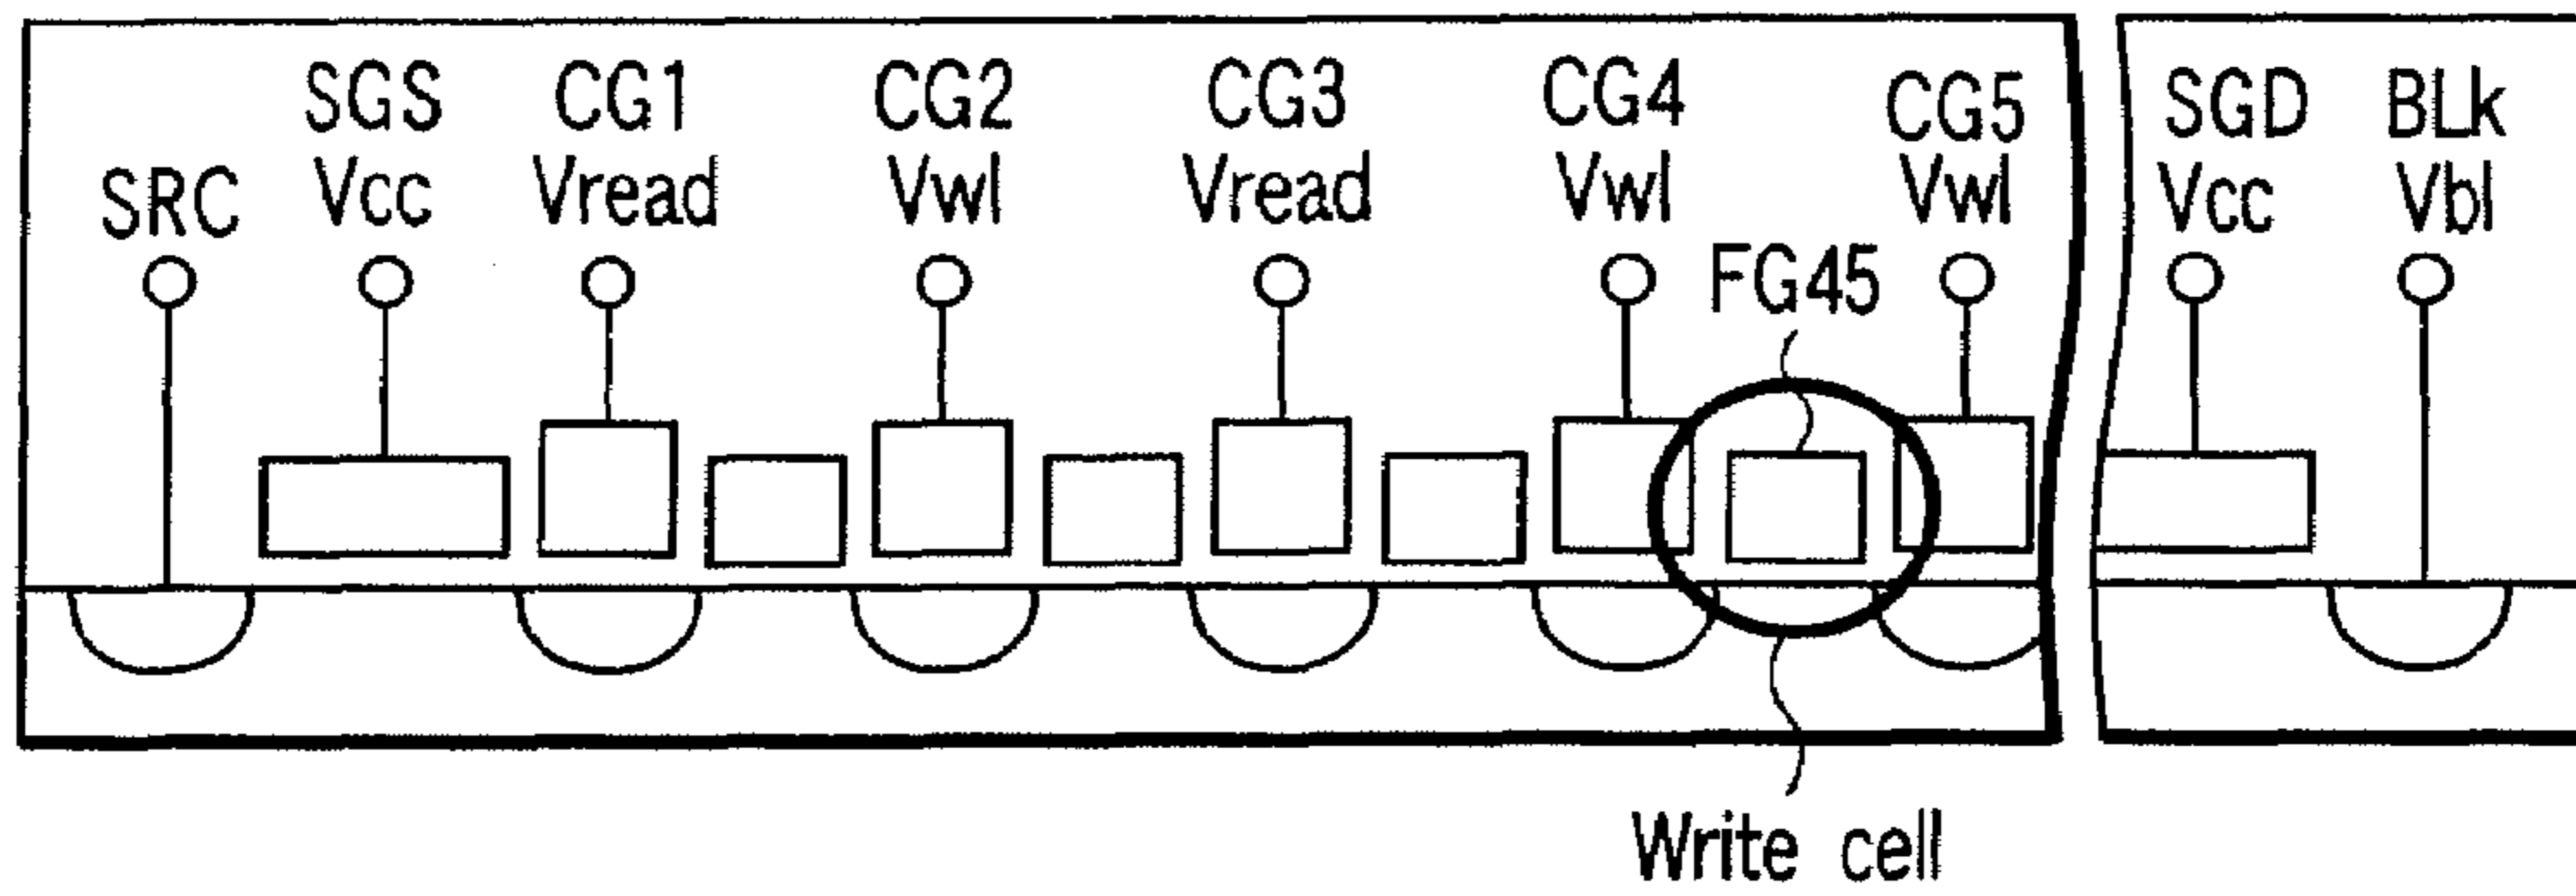 SRC
SGS
Vcc
CG1
Vread
CG2
Vwl
CG3
Vread
CG4
Vwl
FG45
CG5
Vwl
SGD
Vcc
BLk
Vbl
Write cell